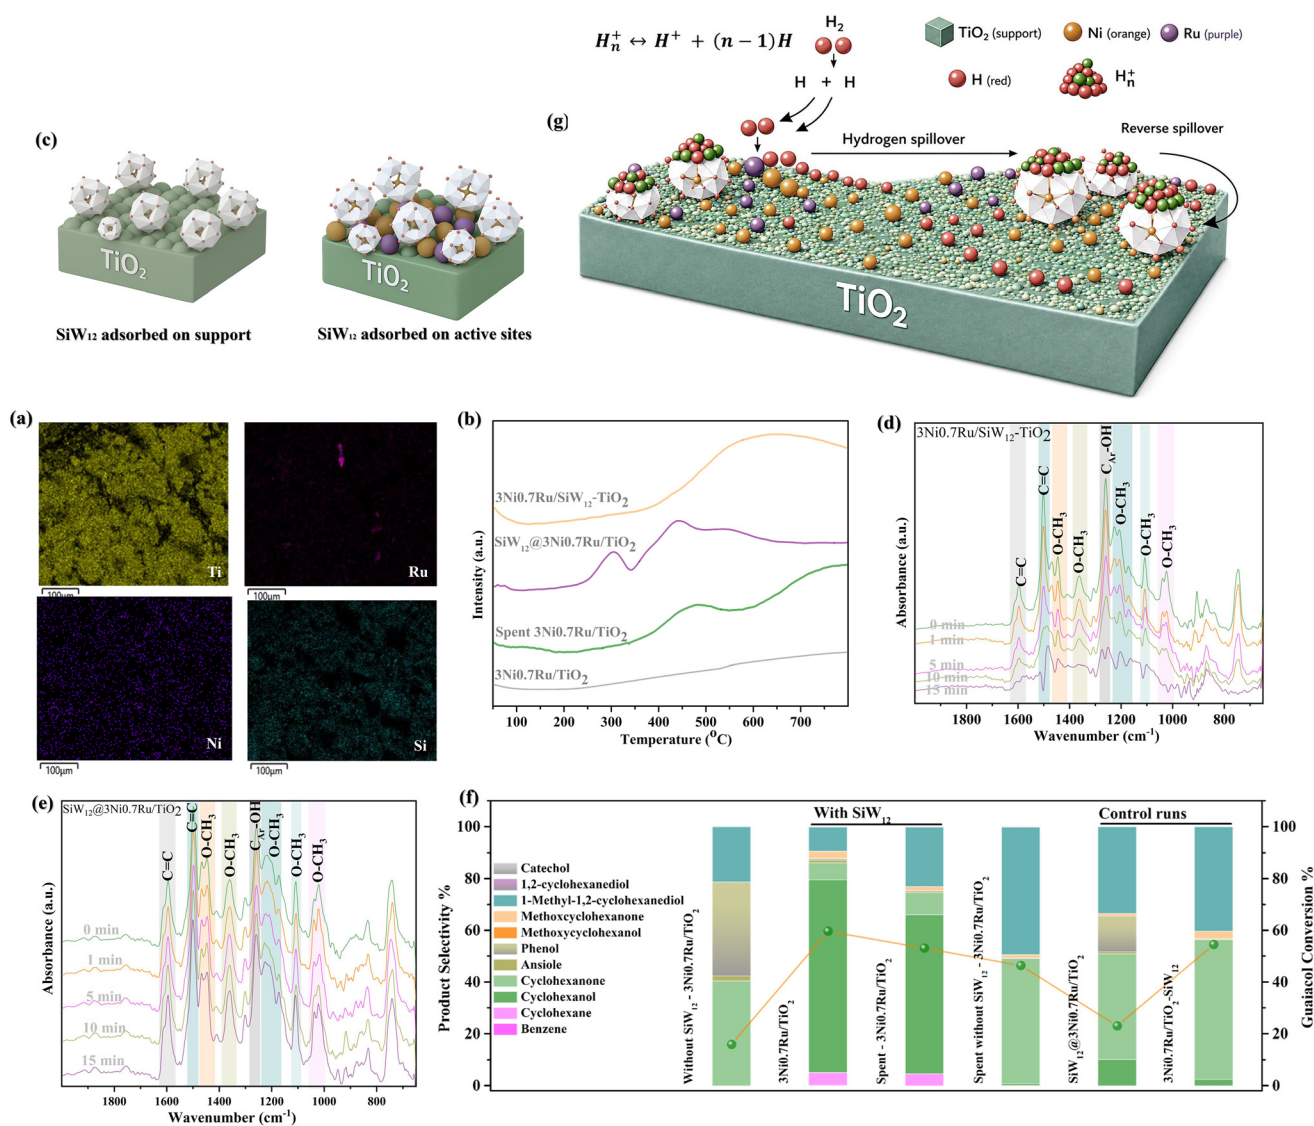 H₂
Hₙ⁺ ↔ H⁺ + (n − 1)H
TiO₂ (support)
Ni (orange)
Ru (purple)
H + H
H (red)
Hₙ⁺
(g)
Hydrogen spillover
Reverse spillover
TiO₂
(c)
TiO₂
TiO₂
SiW₁₂ adsorbed on support
SiW₁₂ adsorbed on active sites
(a)
Ti
100μm
Ru
100μm
Ni
100μm
Si
100μm
(b)
Intensity (a.u.)
3Ni0.7Ru/SiW₁₂-TiO₂
SiW₁₂@3Ni0.7Ru/TiO₂
Spent 3Ni0.7Ru/TiO₂
3Ni0.7Ru/TiO₂
100 200 300 400 500 600 700
Temperature (⁰C)
(d)
3Ni0.7Ru/SiW₁₂-TiO₂
Absorbance (a.u.)
C=C
C=C
O-CH₃
O-CH₃
C_Ar-OH
O-CH₃
O-CH₃
O-CH₃
0 min
1 min
5 min
10 min
15 min
1800 1600 1400 1200 1000 800
Wavenumber (cm⁻¹)
(e)
SiW₁₂@3Ni0.7Ru/TiO₂
Absorbance (a.u.)
C=C
C=C
O-CH₃
O-CH₃
C_Ar-OH
O-CH₃
O-CH₃
O-CH₃
0 min
1 min
5 min
10 min
15 min
1800 1600 1400 1200 1000 800
Wavenumber (cm⁻¹)
(f)
With SiW₁₂
Control runs
Product Selectivity %
100
80
60
40
20
0
Catechol
1,2-cyclohexanediol
1-Methyl-1,2-cyclohexanediol
Methoxcyclohexanone
Methoxycyclohexanol
Phenol
Ansiole
Cyclohexanone
Cyclohexanol
Cyclohexane
Benzene
Without SiW₁₂ - 3Ni0.7Ru/TiO₂
3Ni0.7Ru/TiO₂
Spent - 3Ni0.7Ru/TiO₂
Spent without SiW₁₂ - 3Ni0.7Ru/TiO₂
SiW₁₂@3Ni0.7Ru/TiO₂
3Ni0.7Ru/TiO₂-SiW₁₂
100
80
60
40
20
0
Guaiacol Conversion %